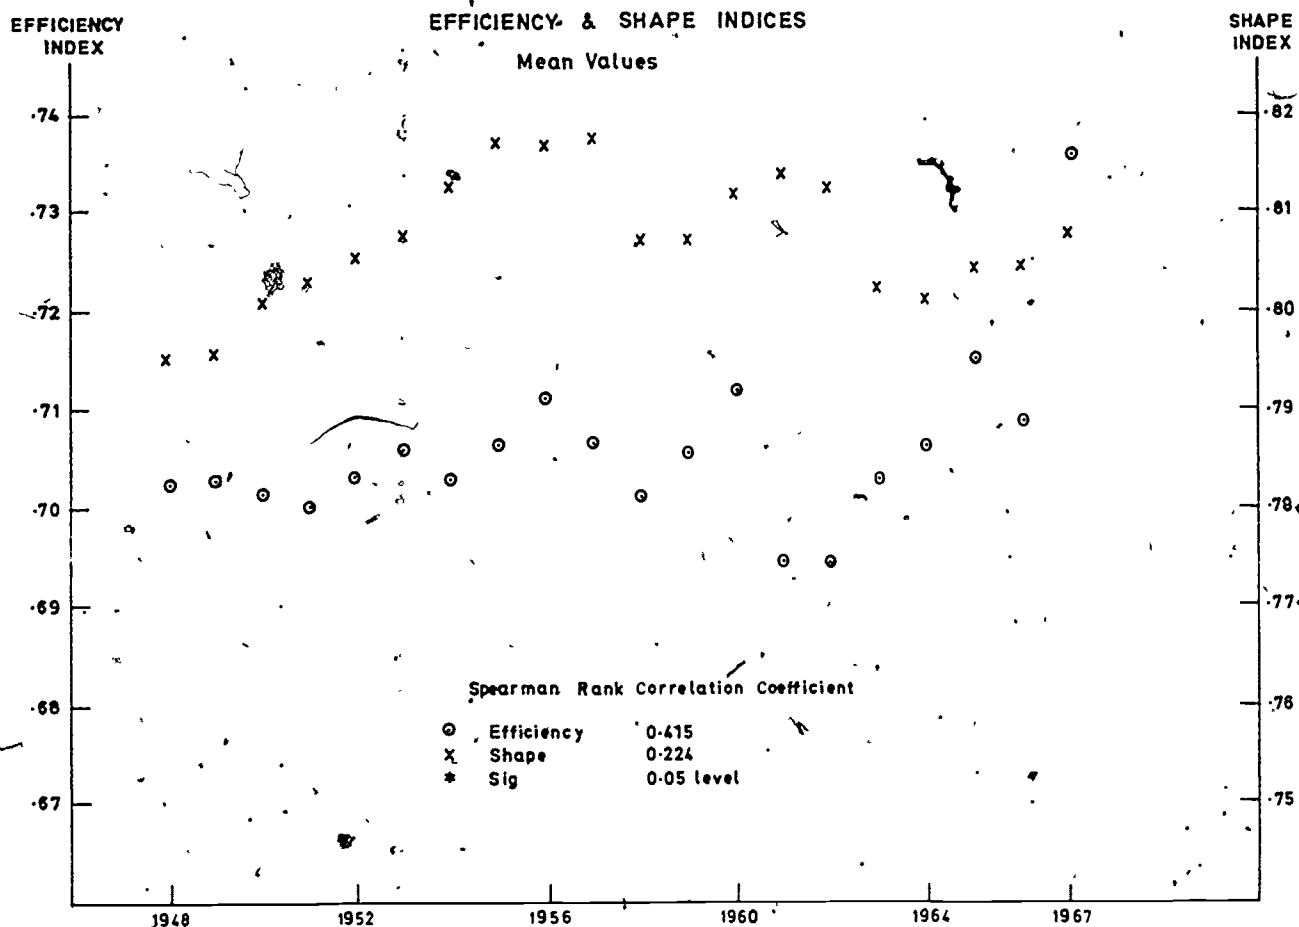 EFFICIENCY & SHAPE INDICES
Mean Values
EFFICIENCY
INDEX
SHAPE
INDEX
·74
·73
·72
·71
·70
·69
·68
·67
·82
·81
·80
·79
·78
·77
·76
·75
Spearman Rank Correlation Coefficient
⊙ Efficiency 0·415
x Shape 0·224
* Sig 0·05 level
1948 1952 1956 1960 1964 1967